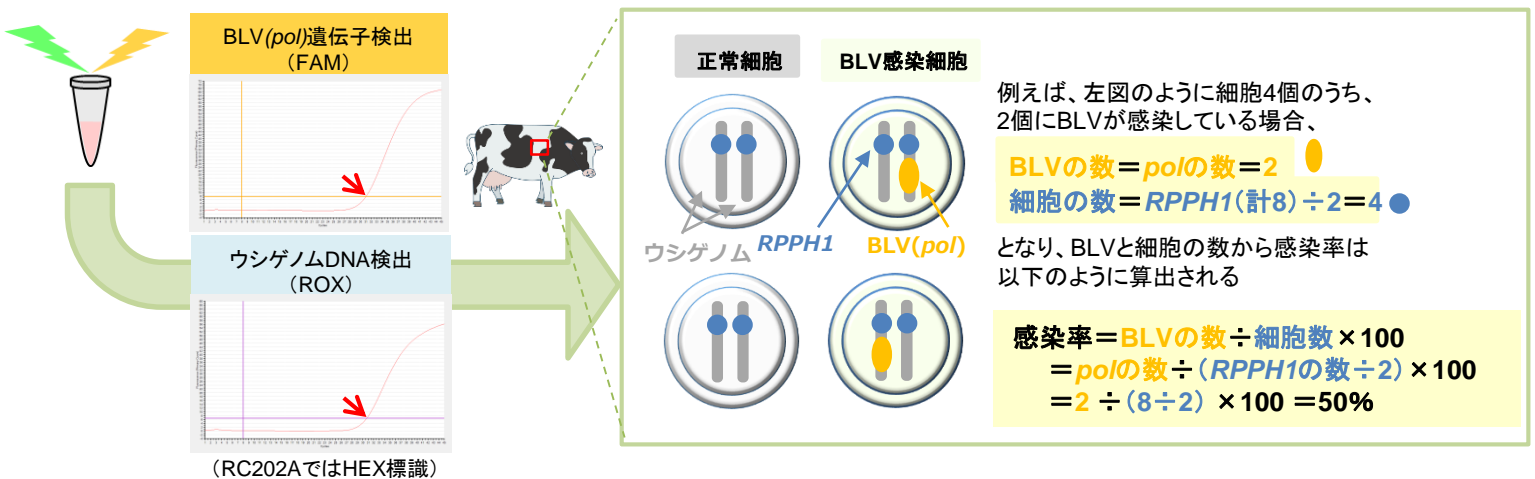 BLV(pol)遺伝子検出
（FAM）
ウシゲノムDNA検出
（ROX）
（RC202AではHEX標識）
正常細胞
BLV感染細胞
ウシゲノム
RPPH1
BLV(pol)
例えば、左図のように細胞4個のうち、
2個にBLVが感染している場合、
BLVの数＝polの数＝2
細胞の数＝RPPH1（計8）÷2＝4
となり、BLVと細胞の数から感染率は
以下のように算出される
感染率＝BLVの数÷細胞数×100
＝polの数÷（RPPH1の数÷2）×100
＝2 ÷（8÷2） ×100 ＝50%